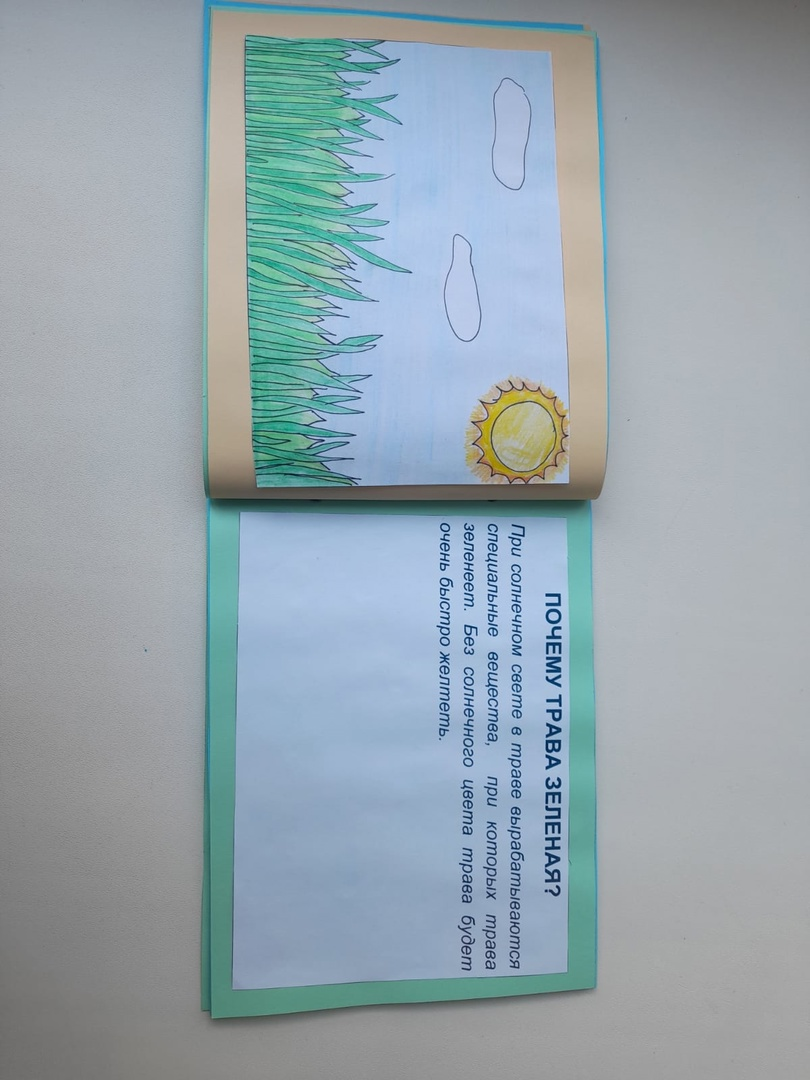 ПОЧЕМУ ТРАВА ЗЕЛЕНАЯ?
При солнечном свете в траве вырабатываются
специальные вещества, при которых трава
зеленеет. Без солнечного цвета трава будет
очень быстро желтеть.